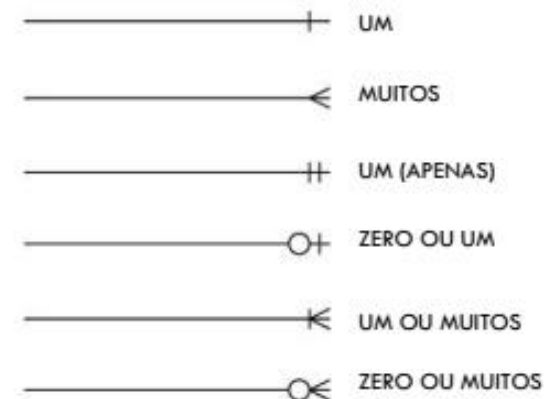 UM
MUITOS
UM (APENAS)
ZERO OU UM
UM OU MUITOS
ZERO OU MUITOS